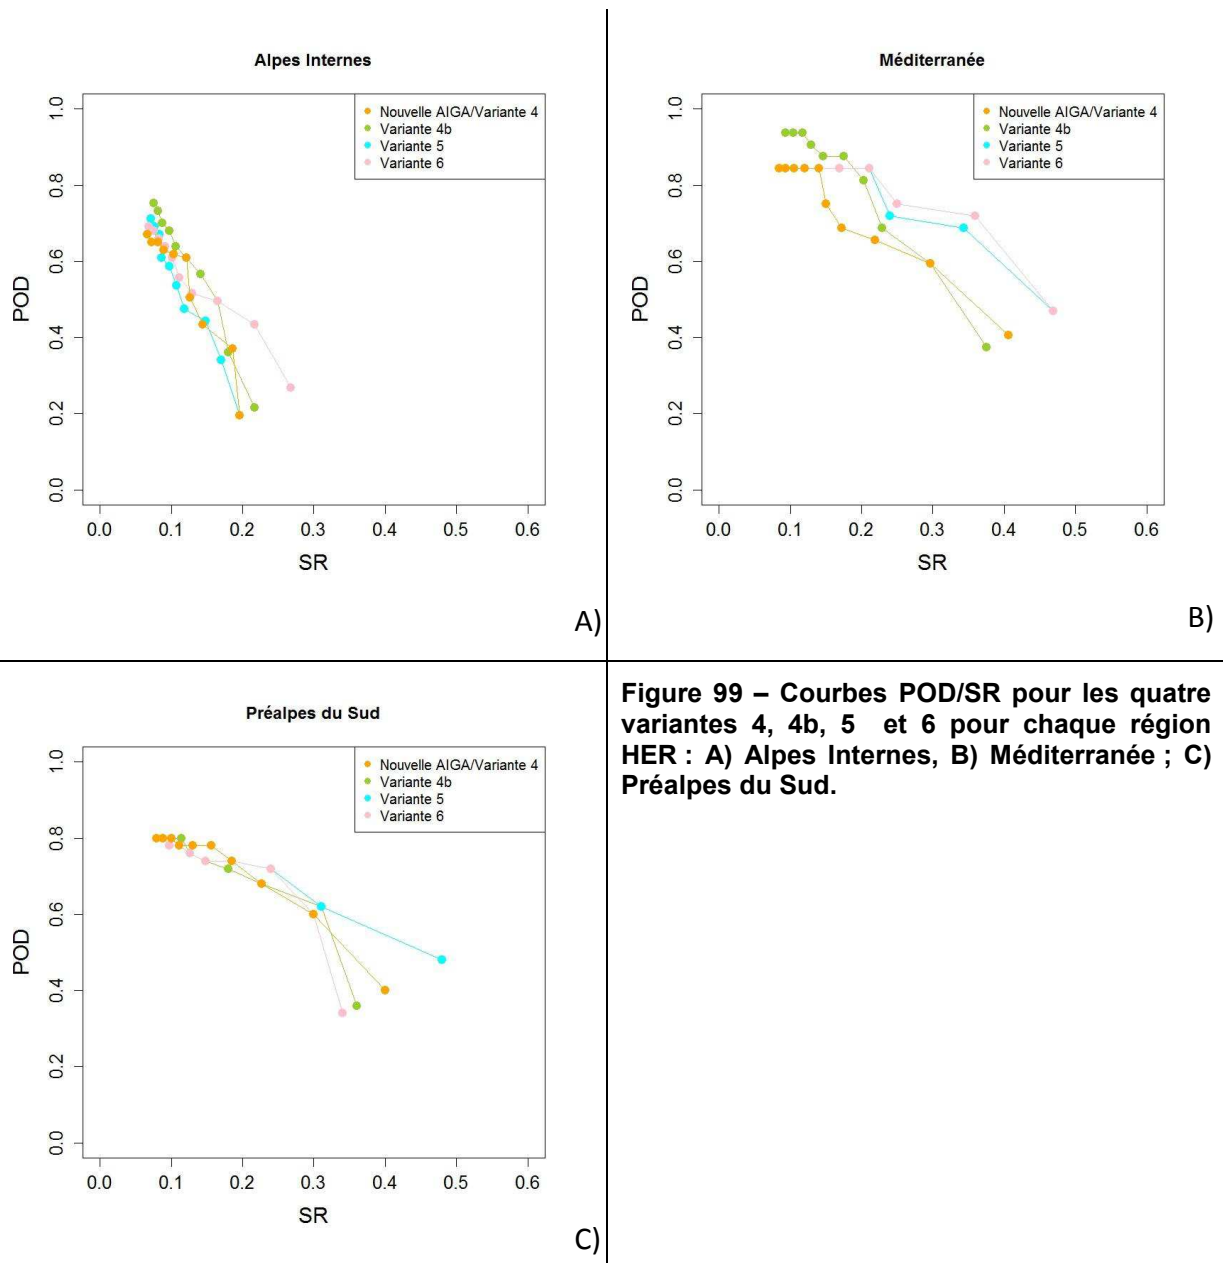 Alpes Internes
Nouvelle AIGA/Variante 4
Variante 4b
Variante 5
Variante 6
POD
1.0
0.8
0.6
0.4
0.2
0.0
0.0 0.1 0.2 0.3 0.4 0.5 0.6
SR
A)
Méditerranée
Nouvelle AIGA/Variante 4
Variante 4b
Variante 5
Variante 6
POD
1.0
0.8
0.6
0.4
0.2
0.0
0.0 0.1 0.2 0.3 0.4 0.5 0.6
SR
B)
Préalpes du Sud
Nouvelle AIGA/Variante 4
Variante 4b
Variante 5
Variante 6
POD
1.0
0.8
0.6
0.4
0.2
0.0
0.0 0.1 0.2 0.3 0.4 0.5 0.6
SR
C)
Figure 99 – Courbes POD/SR pour les quatre
variantes 4, 4b, 5 et 6 pour chaque région
HER : A) Alpes Internes, B) Méditerranée ; C)
Préalpes du Sud.